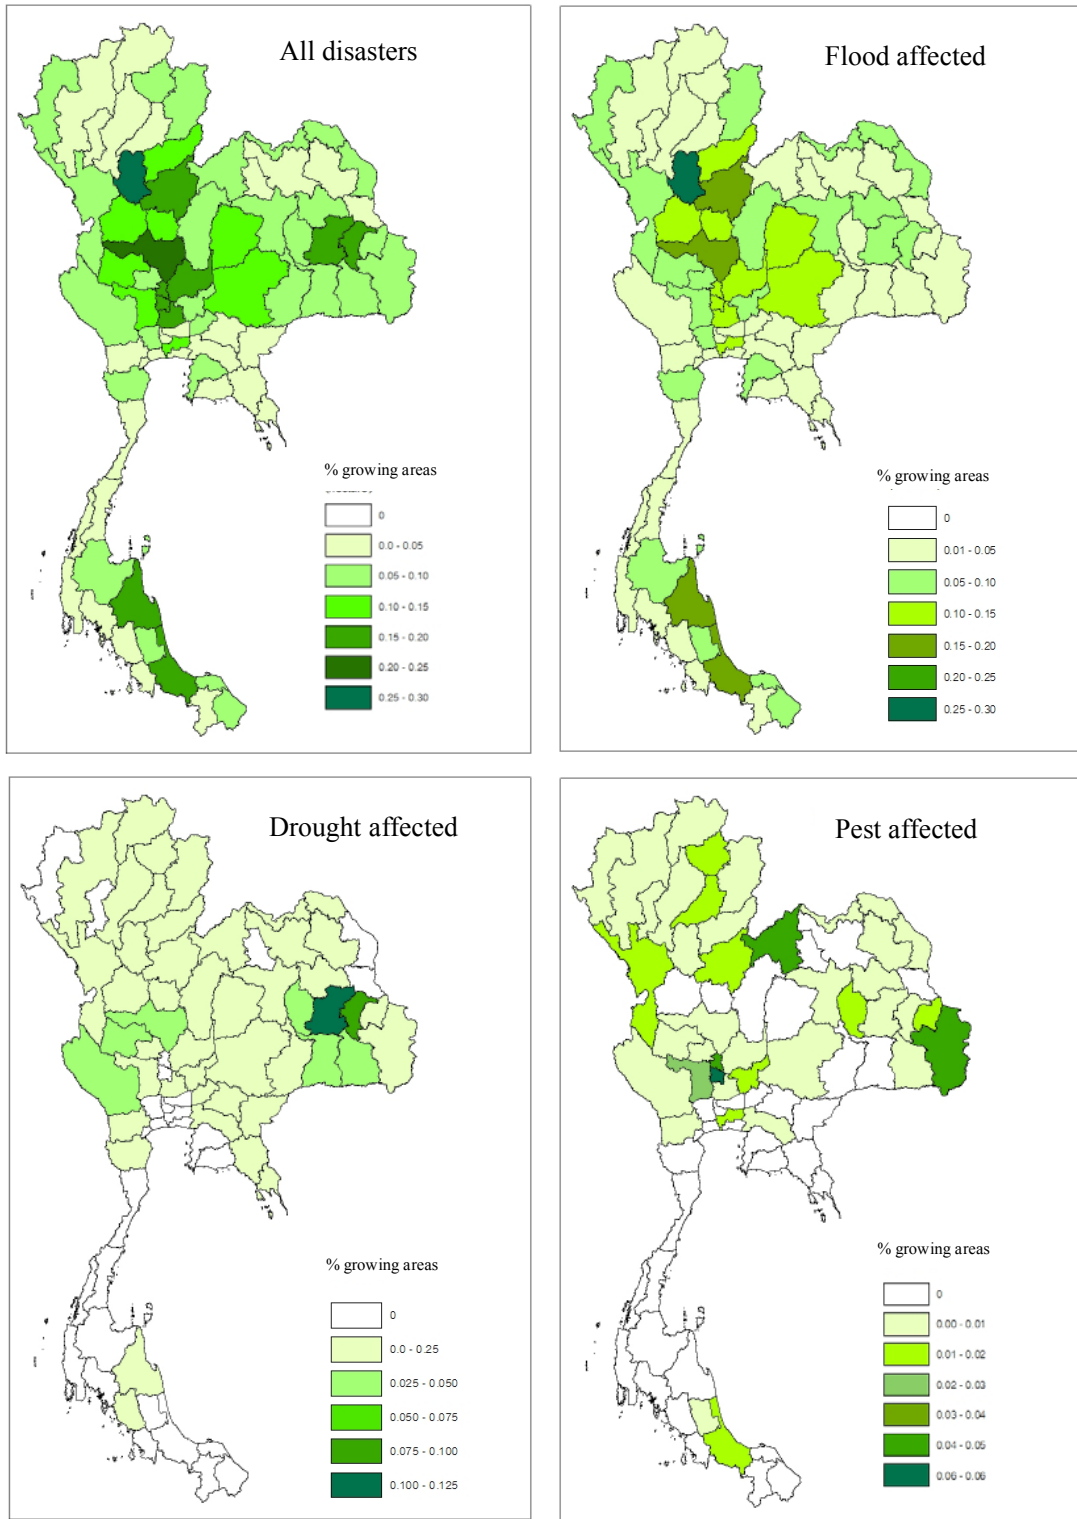 All disasters
% growing areas
0
0.0 - 0.05
0.05 - 0.10
0.10 - 0.15
0.15 - 0.20
0.20 - 0.25
0.25 - 0.30
Flood affected
% growing areas
0
0.01 - 0.05
0.05 - 0.10
0.10 - 0.15
0.15 - 0.20
0.20 - 0.25
0.25 - 0.30
Drought affected
% growing areas
0
0.0 - 0.25
0.025 - 0.050
0.050 - 0.075
0.075 - 0.100
0.100 - 0.125
Pest affected
% growing areas
0
0.00 - 0.01
0.01 - 0.02
0.02 - 0.03
0.03 - 0.04
0.04 - 0.05
0.06 - 0.06